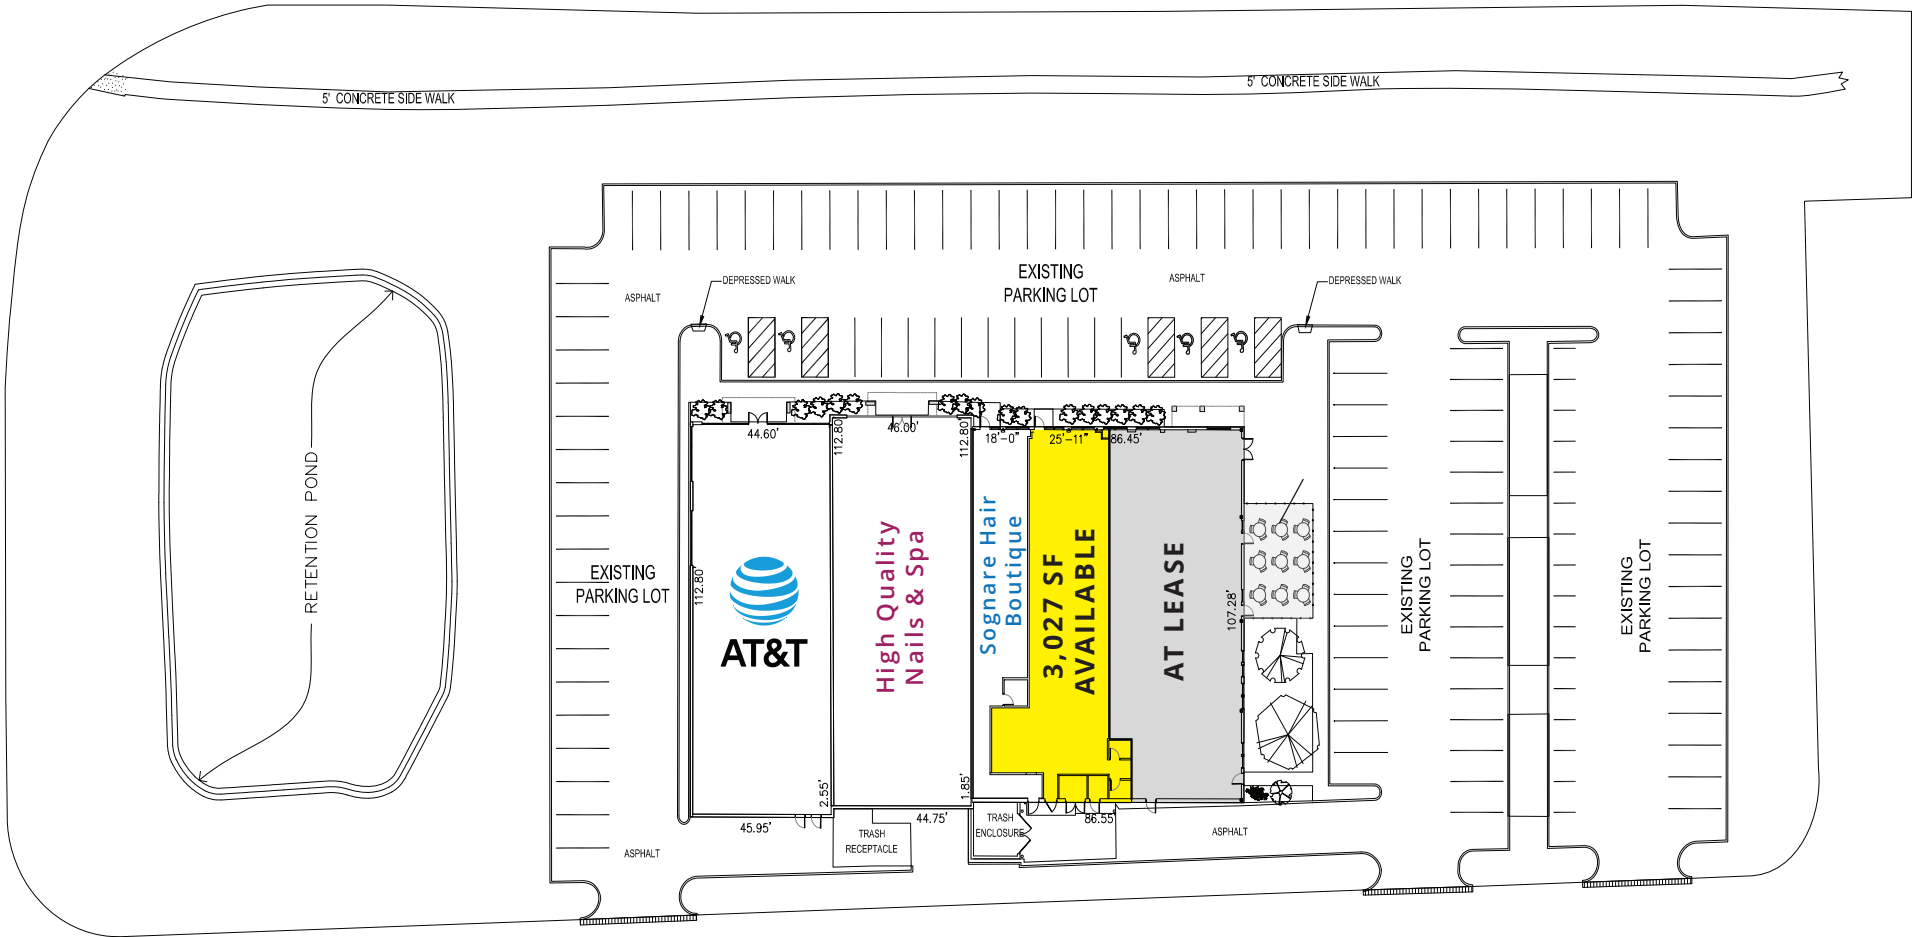 5' CONCRETE SIDE WALK
5' CONCRETE SIDE WALK
EXISTING
PARKING LOT
ASPHALT
DEPRESSED WALK
DEPRESSED WALK
ASPHALT
44.60'
46.00'
112.80'
112.80'
18'-0"
25'-11"
86.45'
RETENTION POND
EXISTING
PARKING LOT
112.80'
AT&T
High Quality
Nails & Spa
Sognare Hair
Boutique
3,027 SF
AVAILABLE
AT LEASE
107.28'
EXISTING
PARKING LOT
EXISTING
PARKING LOT
2.55'
1.85'
45.95'
44.75'
86.55'
TRASH
RECEPTACLE
TRASH
ENCLOSURE
ASPHALT
ASPHALT